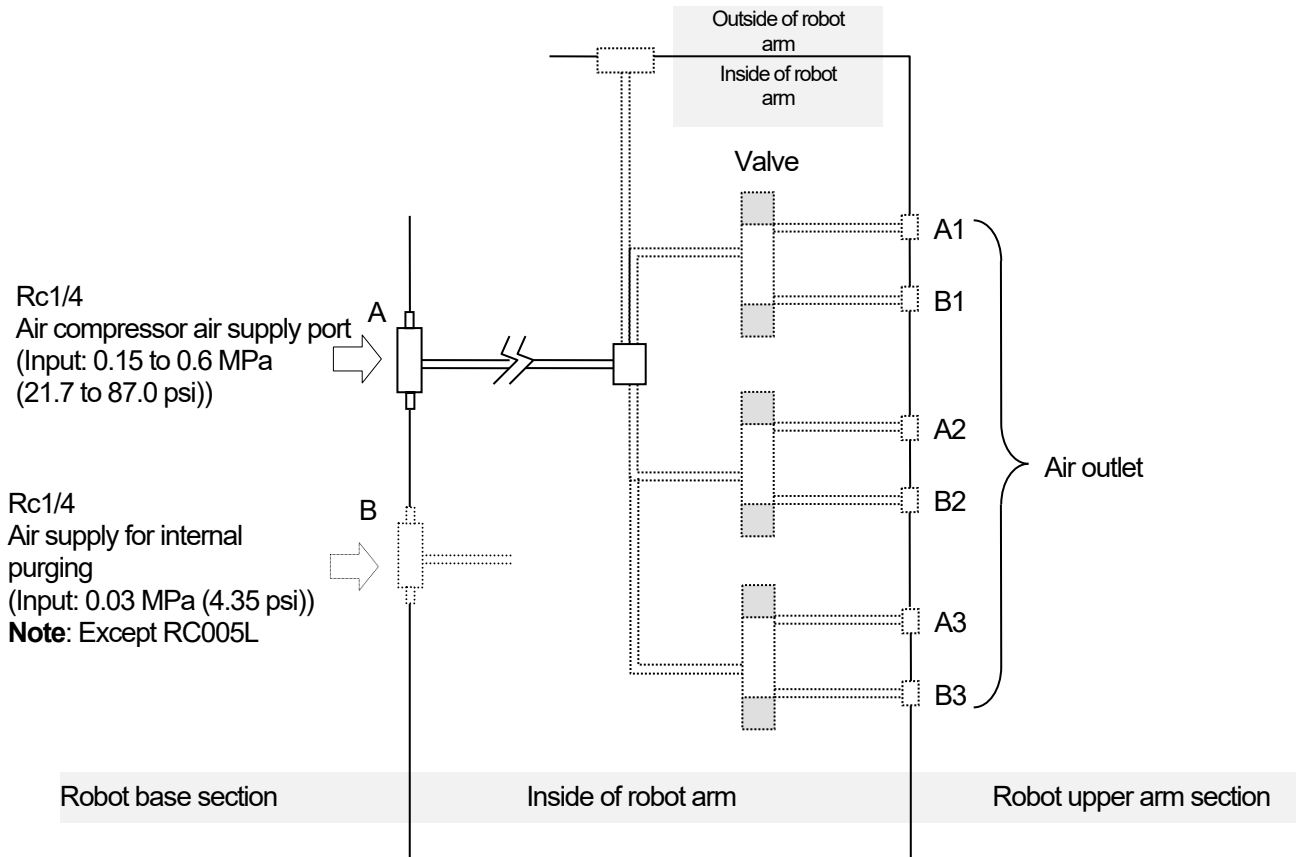 Outside of robot
arm
Inside of robot
arm
Valve
A1
B1
Rc1/4
Air compressor air supply port
(Input: 0.15 to 0.6 MPa
(21.7 to 87.0 psi))
A
A2
B2
Air outlet
Rc1/4
Air supply for internal
purging
(Input: 0.03 MPa (4.35 psi))
Note: Except RC005L
B
A3
B3
Robot base section
Inside of robot arm
Robot upper arm section